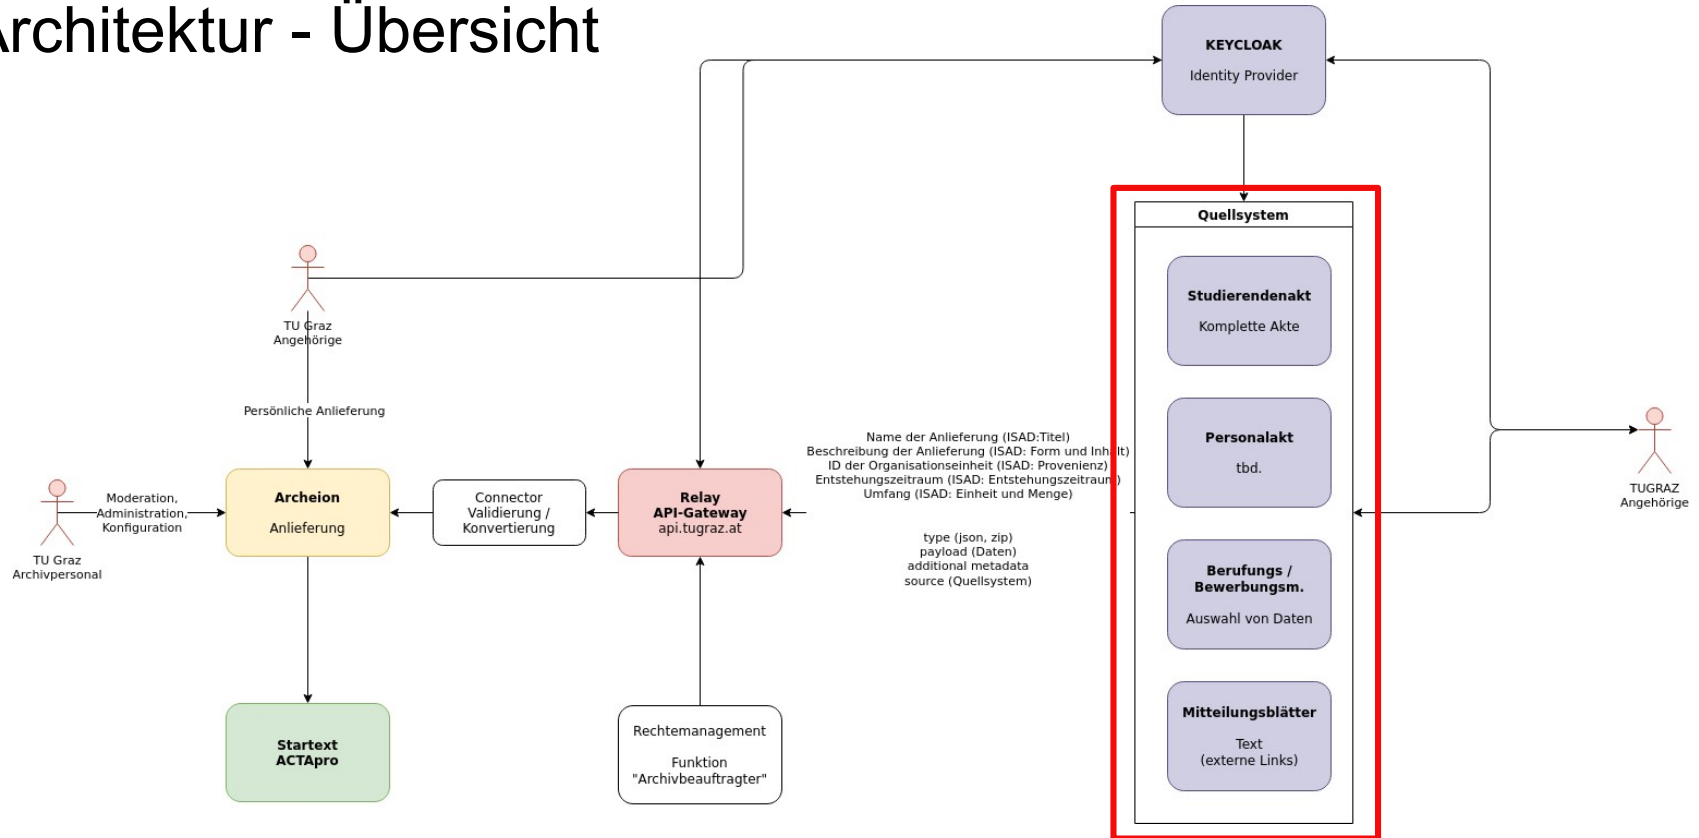 Architektur - Übersicht
KEYCLOAK
Identity Provider
Quellsystem
Studierendenakt
Komplette Akte
Personalakt
tbd.
Berufungs /
Bewerbungsm.
Auswahl von Daten
Mitteilungsblätter
Text
(externe Links)
TUGRAZ
Angehörige
TU Graz
Angehörige
Persönliche Anlieferung
TU Graz
Archivpersonal
Moderation,
Administration,
Konfiguration
Archeion
Anlieferung
Connector
Validierung /
Konvertierung
Relay
API-Gateway
api.tugraz.at
Name der Anlieferung (ISAD:Titel)
Beschreibung der Anlieferung (ISAD: Form und Inhalt)
ID der Organisationseinheit (ISAD: Provenienz)
Entstehungszeitraum (ISAD: Entstehungszeitraum)
Umfang (ISAD: Einheit und Menge)
type (json, zip)
payload (Daten)
additional metadata
source (Quellsystem)
Startext
ACTApro
Rechtemanagement
Funktion
"Archivbeauftragter"